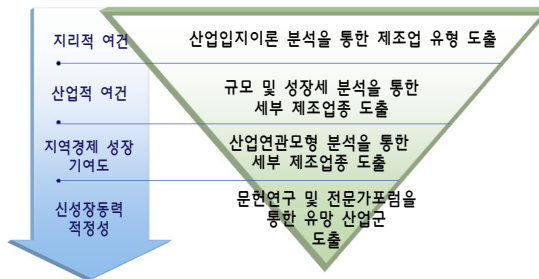 지리적 여건
산업입지이론 분석을 통한 제조업 유형 도출
산업적 여건
규모 및 성장세 분석을 통한
세부 제조업종 도출
지역경제 성장
기여도
산업연관모형 분석을 통한
세부 제조업종 도출
신성장동력
적정성
문헌연구 및 전문가포럼을
통한 유망 산업군
도출